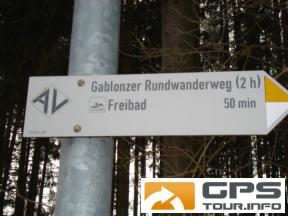 AV
Gablonzer Rundwanderweg (2 h)
Freibad 50 min
GPS
TOUR.INFO